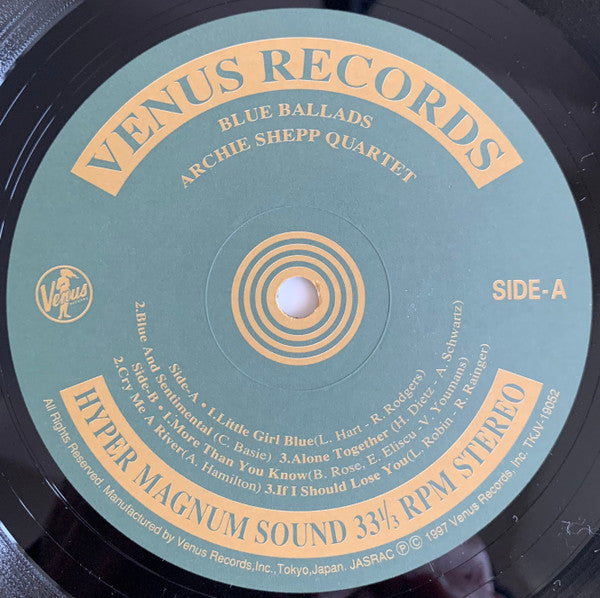 VENUS RECORDS
BLUE BALLADS
ARCHIE SHEPP QUARTET
Venus
SIDE-A
Side-A • 1.Little Girl Blue(L. Hart - R. Rodgers)
2.Blue And Sentimental (C. Basie) 3.Alone Together (H. Dietz - A. Schwartz)
Side-B • 1.More Than You Know(B. Rose, E. Eliscu - V. Youmans)
2.Cry Me A River(A. Hamilton) 3.If I Should Lose You(L. Robin - R. Rainger)
HYPER MAGNUM SOUND 33⅓ RPM STEREO
All Rights Reserved. Manufactured by Venus Records,Inc.,Tokyo,Japan. JASRAC ⓅⒸ 1997 Venus Records, Inc. TKJV-19052